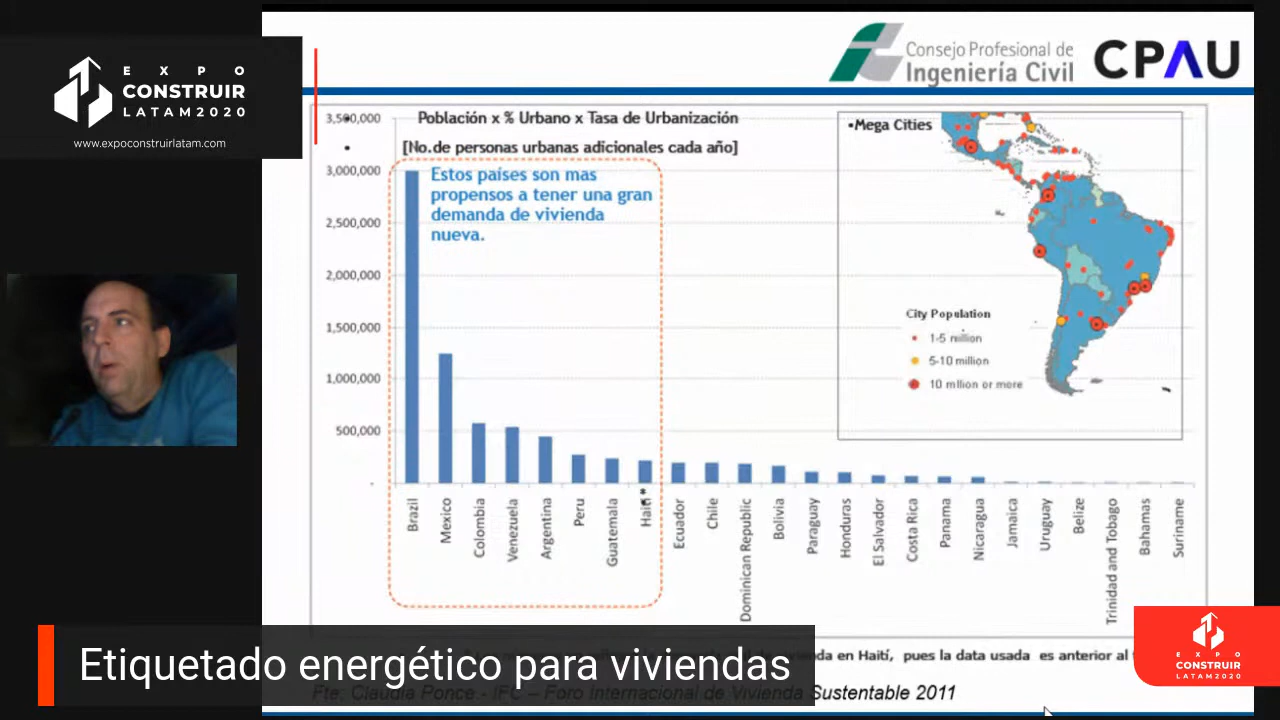 EXPO
CONSTRUIR
LATAM2020
www.expoconstruirlatam.com
Consejo Profesional de
Ingeniería Civil
CPAU
Población x % Urbano x Tasa de Urbanización
[No.de personas urbanas adicionales cada año]
Estos países son mas
propensos a tener una gran
demanda de vivienda
nueva.
3,500,000
3,000,000
2,500,000
2,000,000
1,500,000
1,000,000
500,000
-
•Mega Cities
City Population
1-5 million
5-10 million
10 mllion or more
Brazil
Mexico
Colombia
Venezuela
Argentina
Peru
Guatemala
Haiti*
Ecuador
Chile
Dominican Republic
Bolivia
Paraguay
Honduras
El Salvador
Costa Rica
Panama
Nicaragua
Jamaica
Uruguay
Belize
Trinidad and Tobago
Bahamas
Suriname
en Haití, pues la data usada es anterior al
Fte: Claudia Ponce – IFC – Foro Internacional de Vivienda Sustentable 2011
Etiquetado energético para viviendas
EXPO
CONSTRUIR
LATAM2020